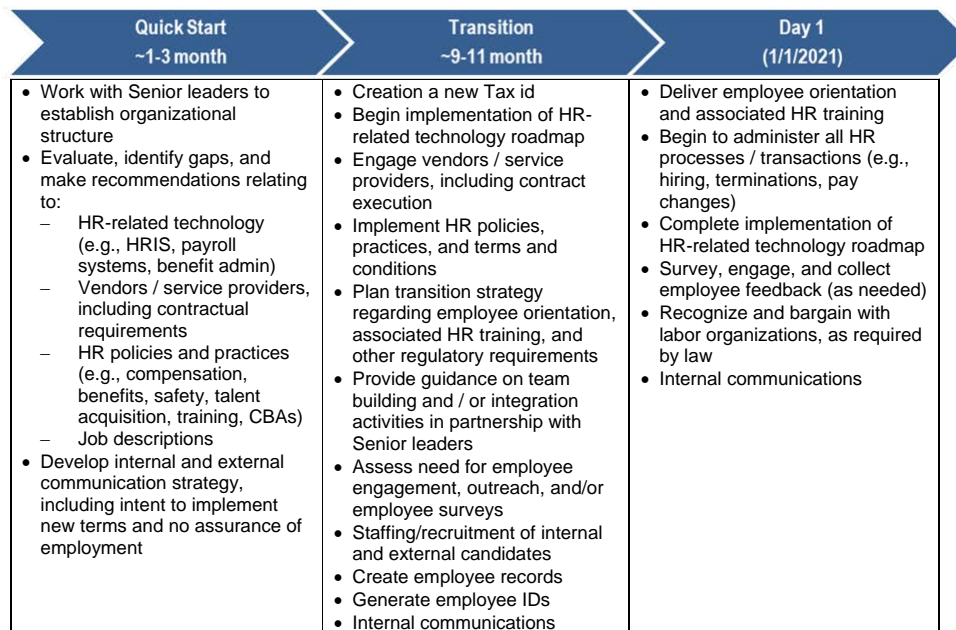 Quick Start
~1-3 month
Transition
~9-11 month
Day 1
(1/1/2021)
• Work with Senior leaders to
establish organizational
structure
• Evaluate, identify gaps, and
make recommendations relating
to:
– HR-related technology
(e.g., HRIS, payroll
systems, benefit admin)
– Vendors / service providers,
including contractual
requirements
– HR policies and practices
(e.g., compensation,
benefits, safety, talent
acquisition, training, CBAs)
– Job descriptions
• Develop internal and external
communication strategy,
including intent to implement
new terms and no assurance of
employment
• Creation a new Tax id
• Begin implementation of HR-
related technology roadmap
• Engage vendors / service
providers, including contract
execution
• Implement HR policies,
practices, and terms and
conditions
• Plan transition strategy
regarding employee orientation,
associated HR training, and
other regulatory requirements
• Provide guidance on team
building and / or integration
activities in partnership with
Senior leaders
• Assess need for employee
engagement, outreach, and/or
employee surveys
• Staffing/recruitment of internal
and external candidates
• Create employee records
• Generate employee IDs
• Internal communications
• Deliver employee orientation
and associated HR training
• Begin to administer all HR
processes / transactions (e.g.,
hiring, terminations, pay
changes)
• Complete implementation of
HR-related technology roadmap
• Survey, engage, and collect
employee feedback (as needed)
• Recognize and bargain with
labor organizations, as required
by law
• Internal communications